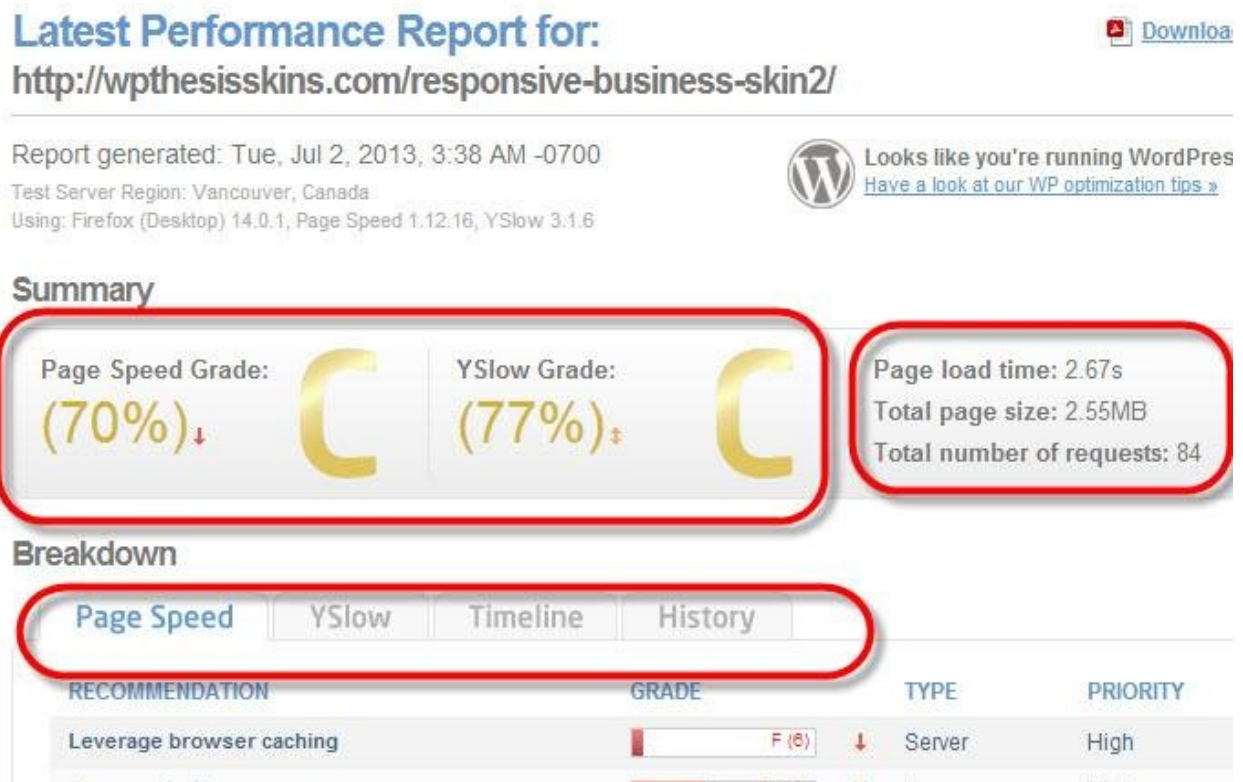 Latest Performance Report for:
http://wpthesisskins.com/responsive-business-skin2/
Report generated: Tue, Jul 2, 2013, 3:38 AM -0700
Test Server Region: Vancouver, Canada
Using: Firefox (Desktop) 14.0.1, Page Speed 1.12.16, YSlow 3.1.6
Looks like you're running
Have a look at our WP optimization tips »
Summary
Page Speed Grade:
(70%) ↓ C
YSlow Grade:
(77%) ↕ C
Page load time: 2.67s
Total page size: 2.55MB
Total number of requests: 84
Breakdown
Page Speed YSlow Timeline History
RECOMMENDATION GRADE TYPE PRIORITY
Leverage browser caching F (6) ↓ Server High